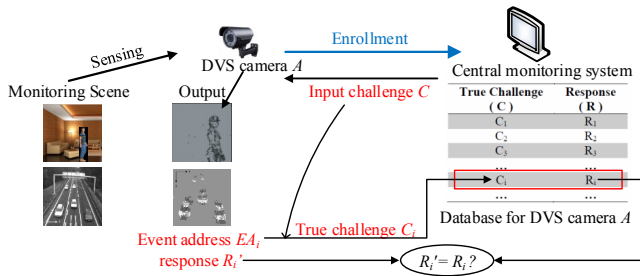 Sensing
Enrollment
DVS camera A
Central monitoring system
Monitoring Scene
Output
Input challenge C
True Challenge Response
( C ) ( R )
C1 R1
C2 R2
C3 R3
... ...
Ci Ri
... ...
Database for DVS camera A
True challenge Ci
Event address EAi
response Ri’
Ri’= Ri ?